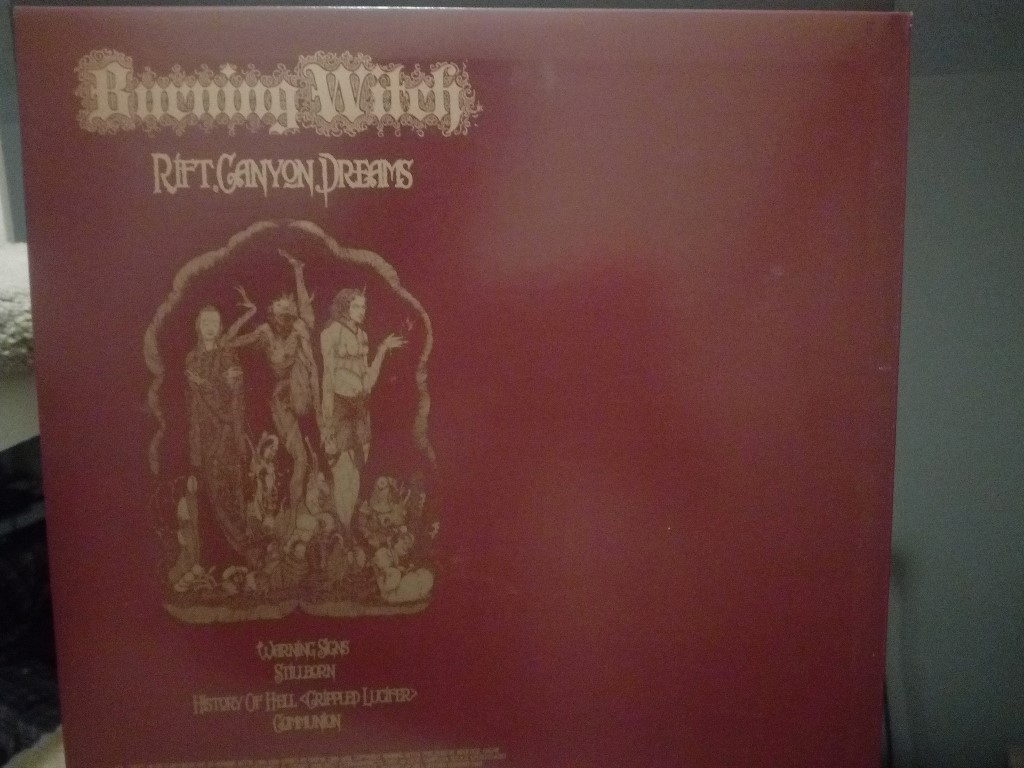 Burning Witch
Rift.Canyon.Dreams
Warning Signs
Stillborn
History Of Hell <Crippled Lucifer>
Communion